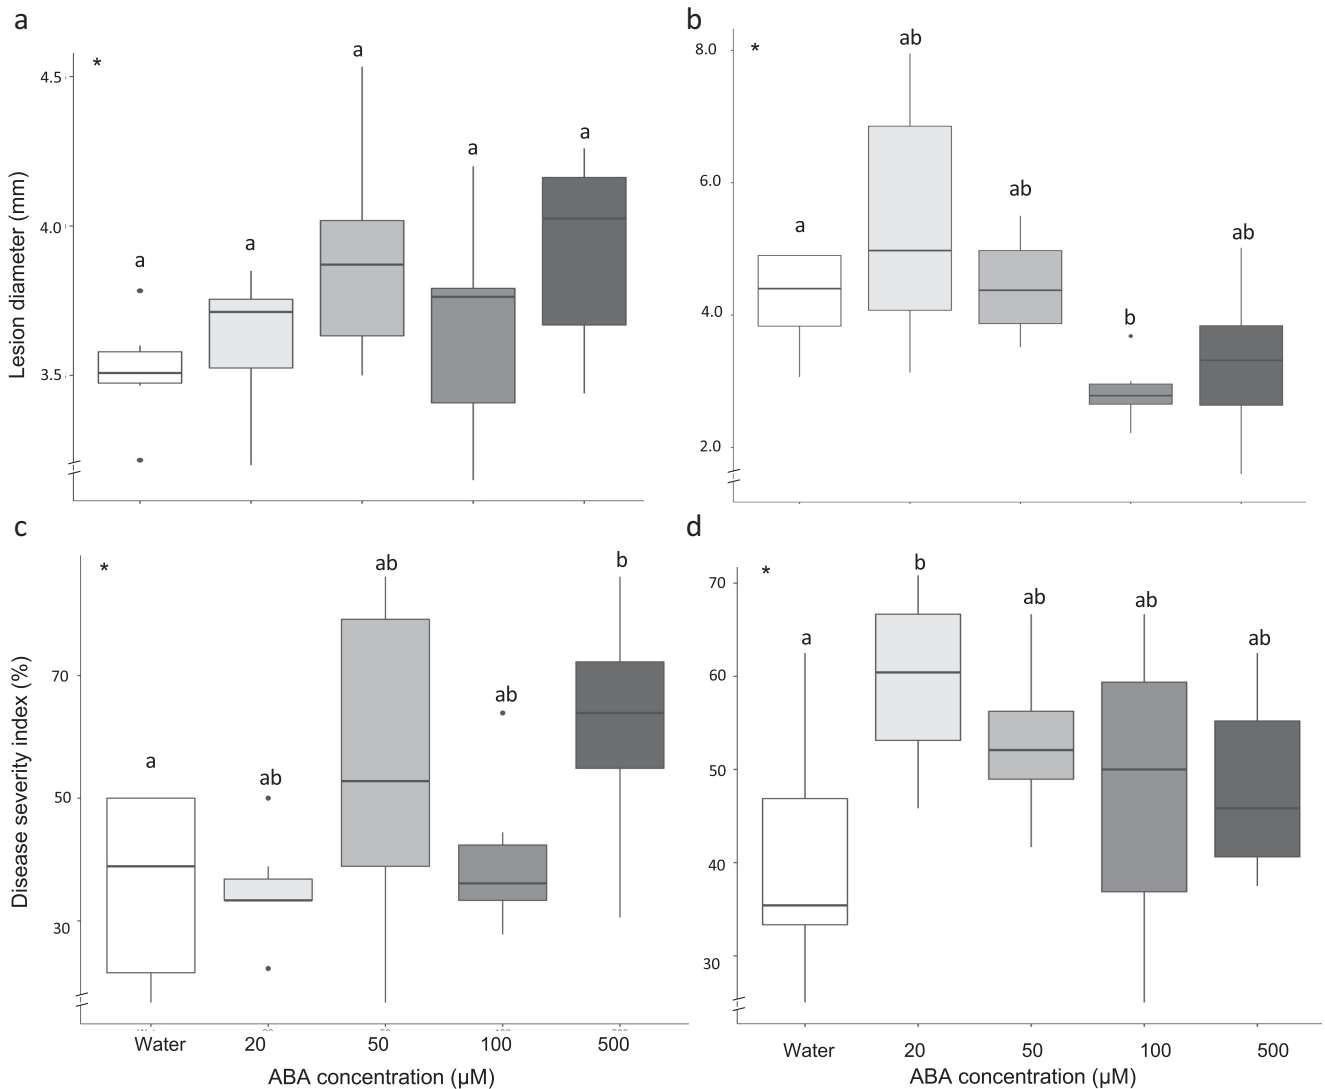 a
*
4.5
4.0
3.5
a
a
a
a
a
Lesion diameter (mm)
b
*
8.0
6.0
4.0
2.0
a
ab
ab
b
ab
c
*
70
50
30
a
ab
ab
ab
b
Disease severity index (%)
Water 20 50 100 500
ABA concentration (µM)
d
*
70
60
50
40
30
a
b
ab
ab
ab
Water 20 50 100 500
ABA concentration (µM)